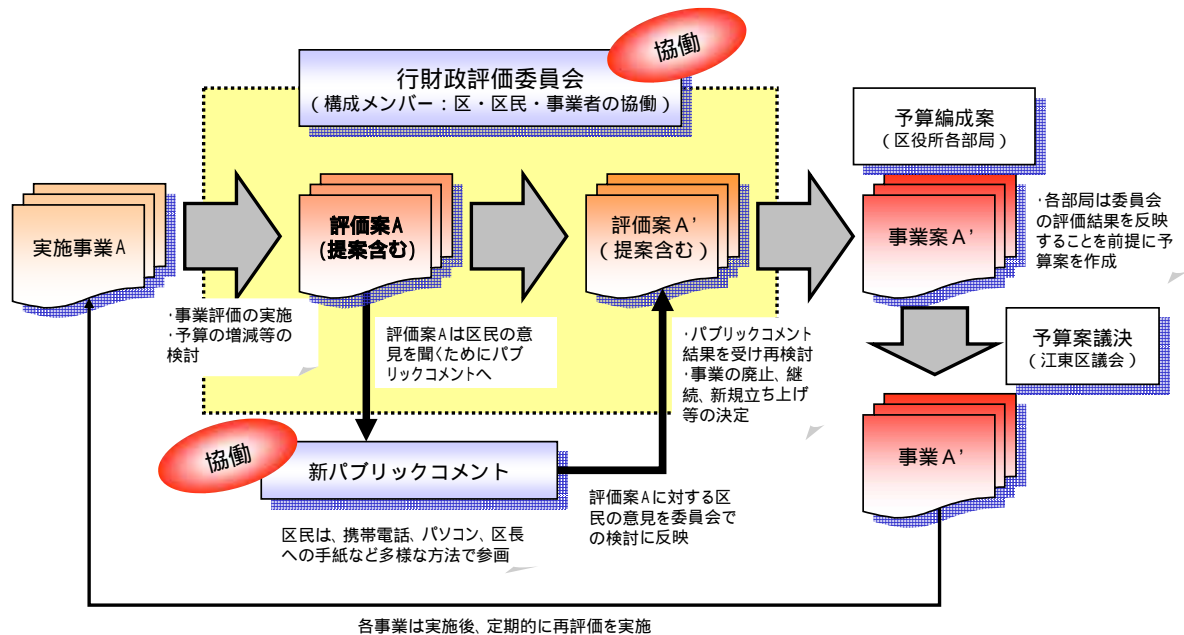 協働
行財政評価委員会
(構成メンバー:区・区民・事業者の協働)
予算編成案
(区役所各部局)
実施事業A
評価案A
(提案含む)
評価案A'
(提案含む)
事業案A'
・各部局は委員会
の評価結果を反映
することを前提に予
算案を作成
・事業評価の実施
・予算の増減等の
検討
評価案Aは区民の意
見を聞くためにパブ
リックコメントへ
・パブリックコメント
結果を受け再検討
・事業の廃止、継
続、新規立ち上げ
等の決定
予算案議決
(江東区議会)
協働
新パブリックコメント
事業A'
区民は、携帯電話、パソコン、区長
への手紙など多様な方法で参画
評価案Aに対する区
民の意見を委員会で
の検討に反映
各事業は実施後、定期的に再評価を実施